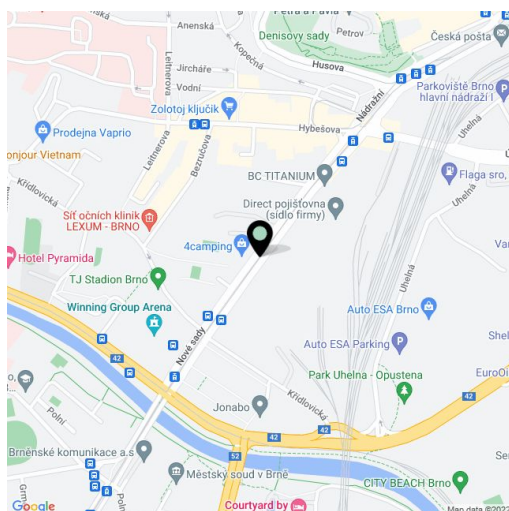 Petra a Pavla
Anenská
Petrov
Denisovy sady
Česká pošta
Kopečná
Leitnerova
Husova
Jircháře
Nádražní
Parkoviště Brno
hlavní nádraží I
Vodní
Zolotoj ključik
Uhelná
Prodejna Vaprio
Hybešova
Leitnerova
Bezručova
onjour Vietnam
BC TITANIUM
Flaga sro,
Křídlovická
Direct pojišťovna
(sídlo firmy)
Uhelná
Síť očních klinik
LEXUM - BRNO
4camping
Hotel Pyramida
TJ Stadion Brno
Uhelná
Winning Group Arena
Auto ESA Brno
Nové sady
Auto ESA Parking
42
EuroOi
Park Uhelna - Opustena
Křídlovická
Polní
Jonabo
42
42
Brněnské komunikace a.s
52
Městský soud v Brně
CITY BEACH Brno
Courtyard by
Google
Map data ©202